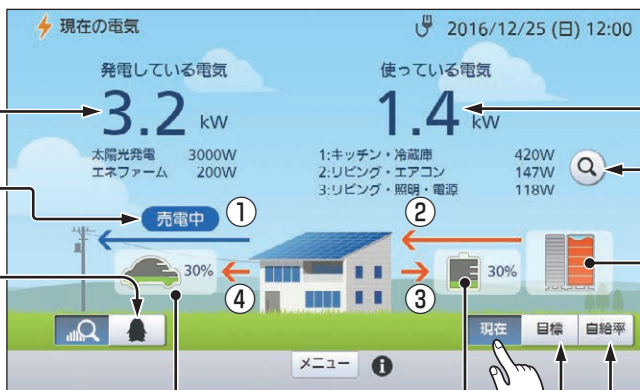 現在の電気
2016/12/25 (日) 12:00
発電している電気
3.2 kW
太陽光発電 3000W
エネファーム 200W
使っている電気
1.4 kW
1:キッチン・冷蔵庫 420W
2:リビング・エアコン 147W
3:リビング・照明・電源 118W
売電中
①
②
30%
④
③
30%
現在
目標
自給率
メニュー